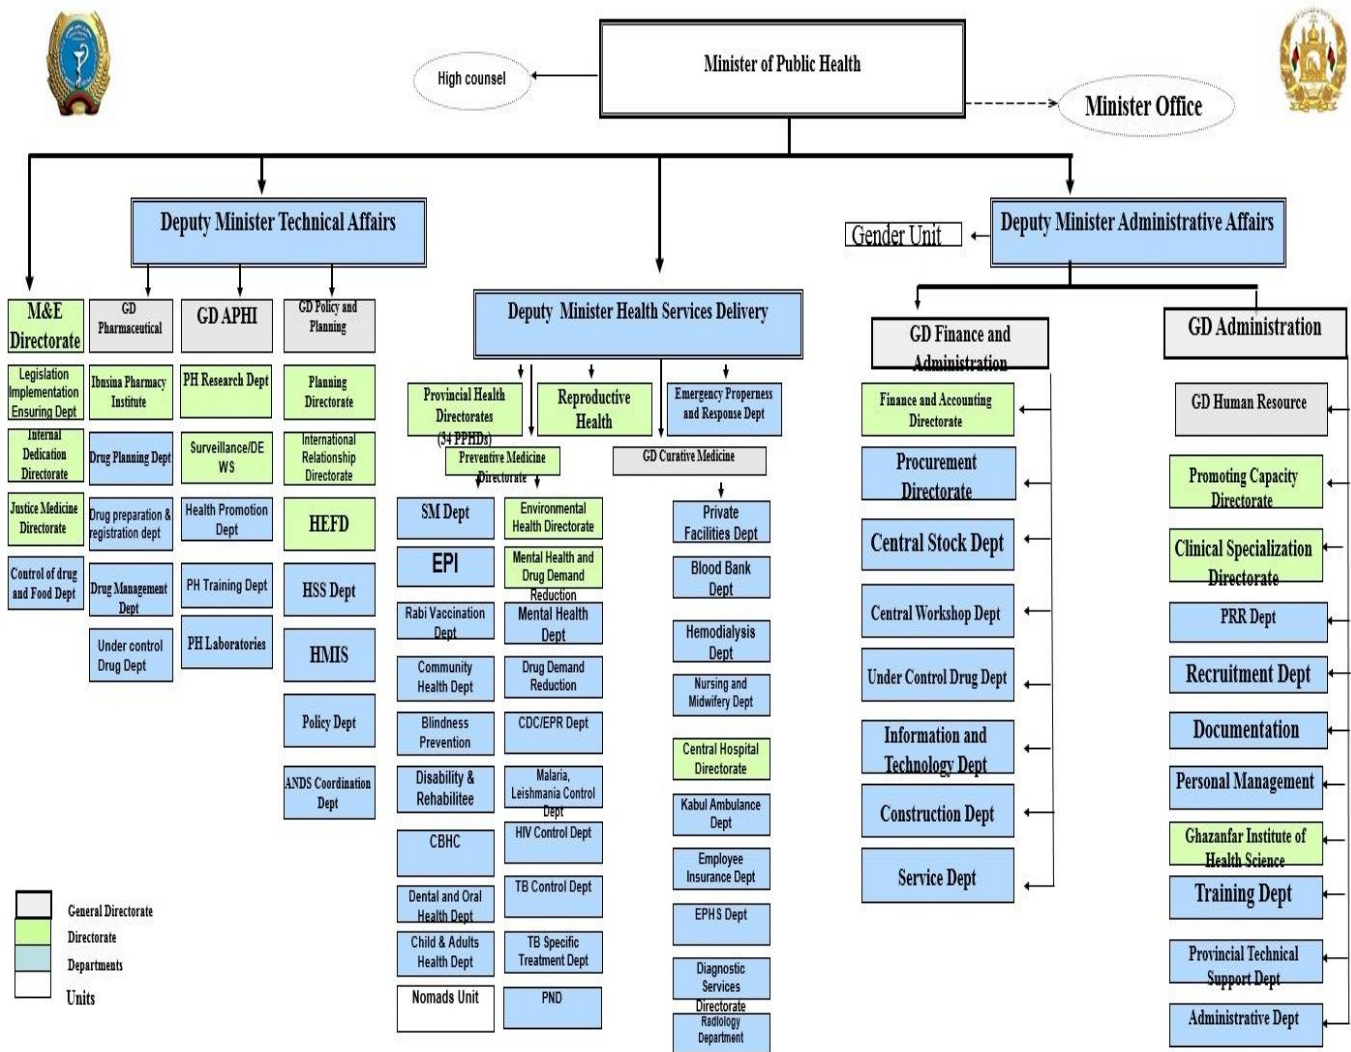 Minister of Public Health
High counsel
Minister Office
Deputy Minister Technical Affairs
Gender Unit
Deputy Minister Administrative Affairs
Deputy Minister Health Services Delivery
M&E
Directorate
Legislation
Implementation
Ensuring Dept
Internal
Dedication
Directorate
Justice Medicine
Directorate
Control of drug
and Food Dept
GD
Pharmaceutical
Ibnsina Pharmacy
Institute
Drug Planning Dept
Drug preparation &
registration dept
Drug Management
Dept
Under control
Drug Dept
GD APHI
PH Research Dept
Surveillance/DE
WS
Health Promotion
Dept
PH Training Dept
PH Laboratories
GD Policy and
Planning
Planning
Directorate
International
Relationship
Directorate
HEFD
HSS Dept
HMIS
Policy Dept
ANDS Coordination
Dept
Provincial Health
Directorates
(34 PPHDs)
Reproductive
Health
Emergency Properness
and Response Dept
Preventive Medicine
Directorate
GD Curative Medicine
SM Dept
EPI
Rabi Vaccination
Dept
Community
Health Dept
Blindness
Prevention
Disability &
Rehabilitee
CBHC
Dental and Oral
Health Dept
Child & Adults
Health Dept
Nomads Unit
Environmental
Health Directorate
Mental Health and
Drug Demand
Reduction
Mental Health
Dept
Drug Demand
Reduction
CDC/EPR Dept
Malaria,
Leishmania Control
Dept
HIV Control Dept
TB Control Dept
TB Specific
Treatment Dept
PND
Private
Facilities Dept
Blood Bank
Dept
Hemodialysis
Dept
Nursing and
Midwifery Dept
Central Hospital
Directorate
Kabul Ambulance
Dept
Employee
Insurance Dept
EPHS Dept
Diagnostic
Services
Directorate
Radiology
Department
GD Finance and
Administration
Finance and Accounting
Directorate
Procurement
Directorate
Central Stock Dept
Central Workshop Dept
Under Control Drug Dept
Information and
Technology Dept
Construction Dept
Service Dept
GD Administration
GD Human Resource
Promoting Capacity
Directorate
Clinical Specialization
Directorate
PRR Dept
Recruitment Dept
Documentation
Personal Management
Ghazanfar Institute of
Health Science
Training Dept
Provincial Technical
Support Dept
Administrative Dept
General Directorate
Directorate
Departments
Units